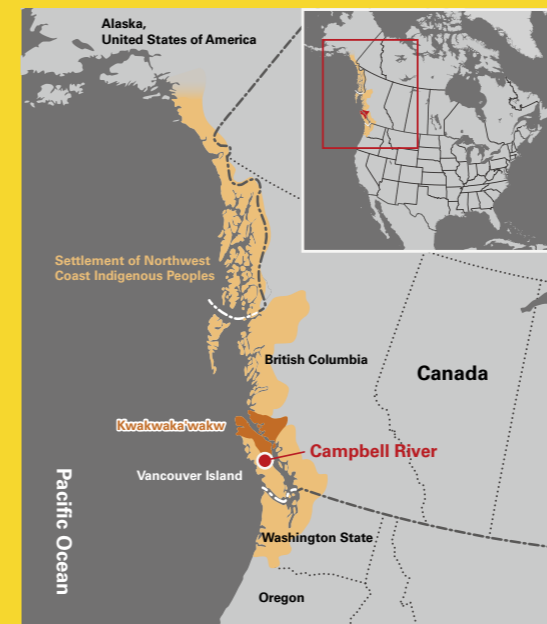 Alaska,
United States of America
Settlement of Northwest
Coast Indigenous Peoples
British Columbia
Canada
Kwakwaka'wakw
Campbell River
Vancouver Island
Pacific Ocean
Washington State
Oregon